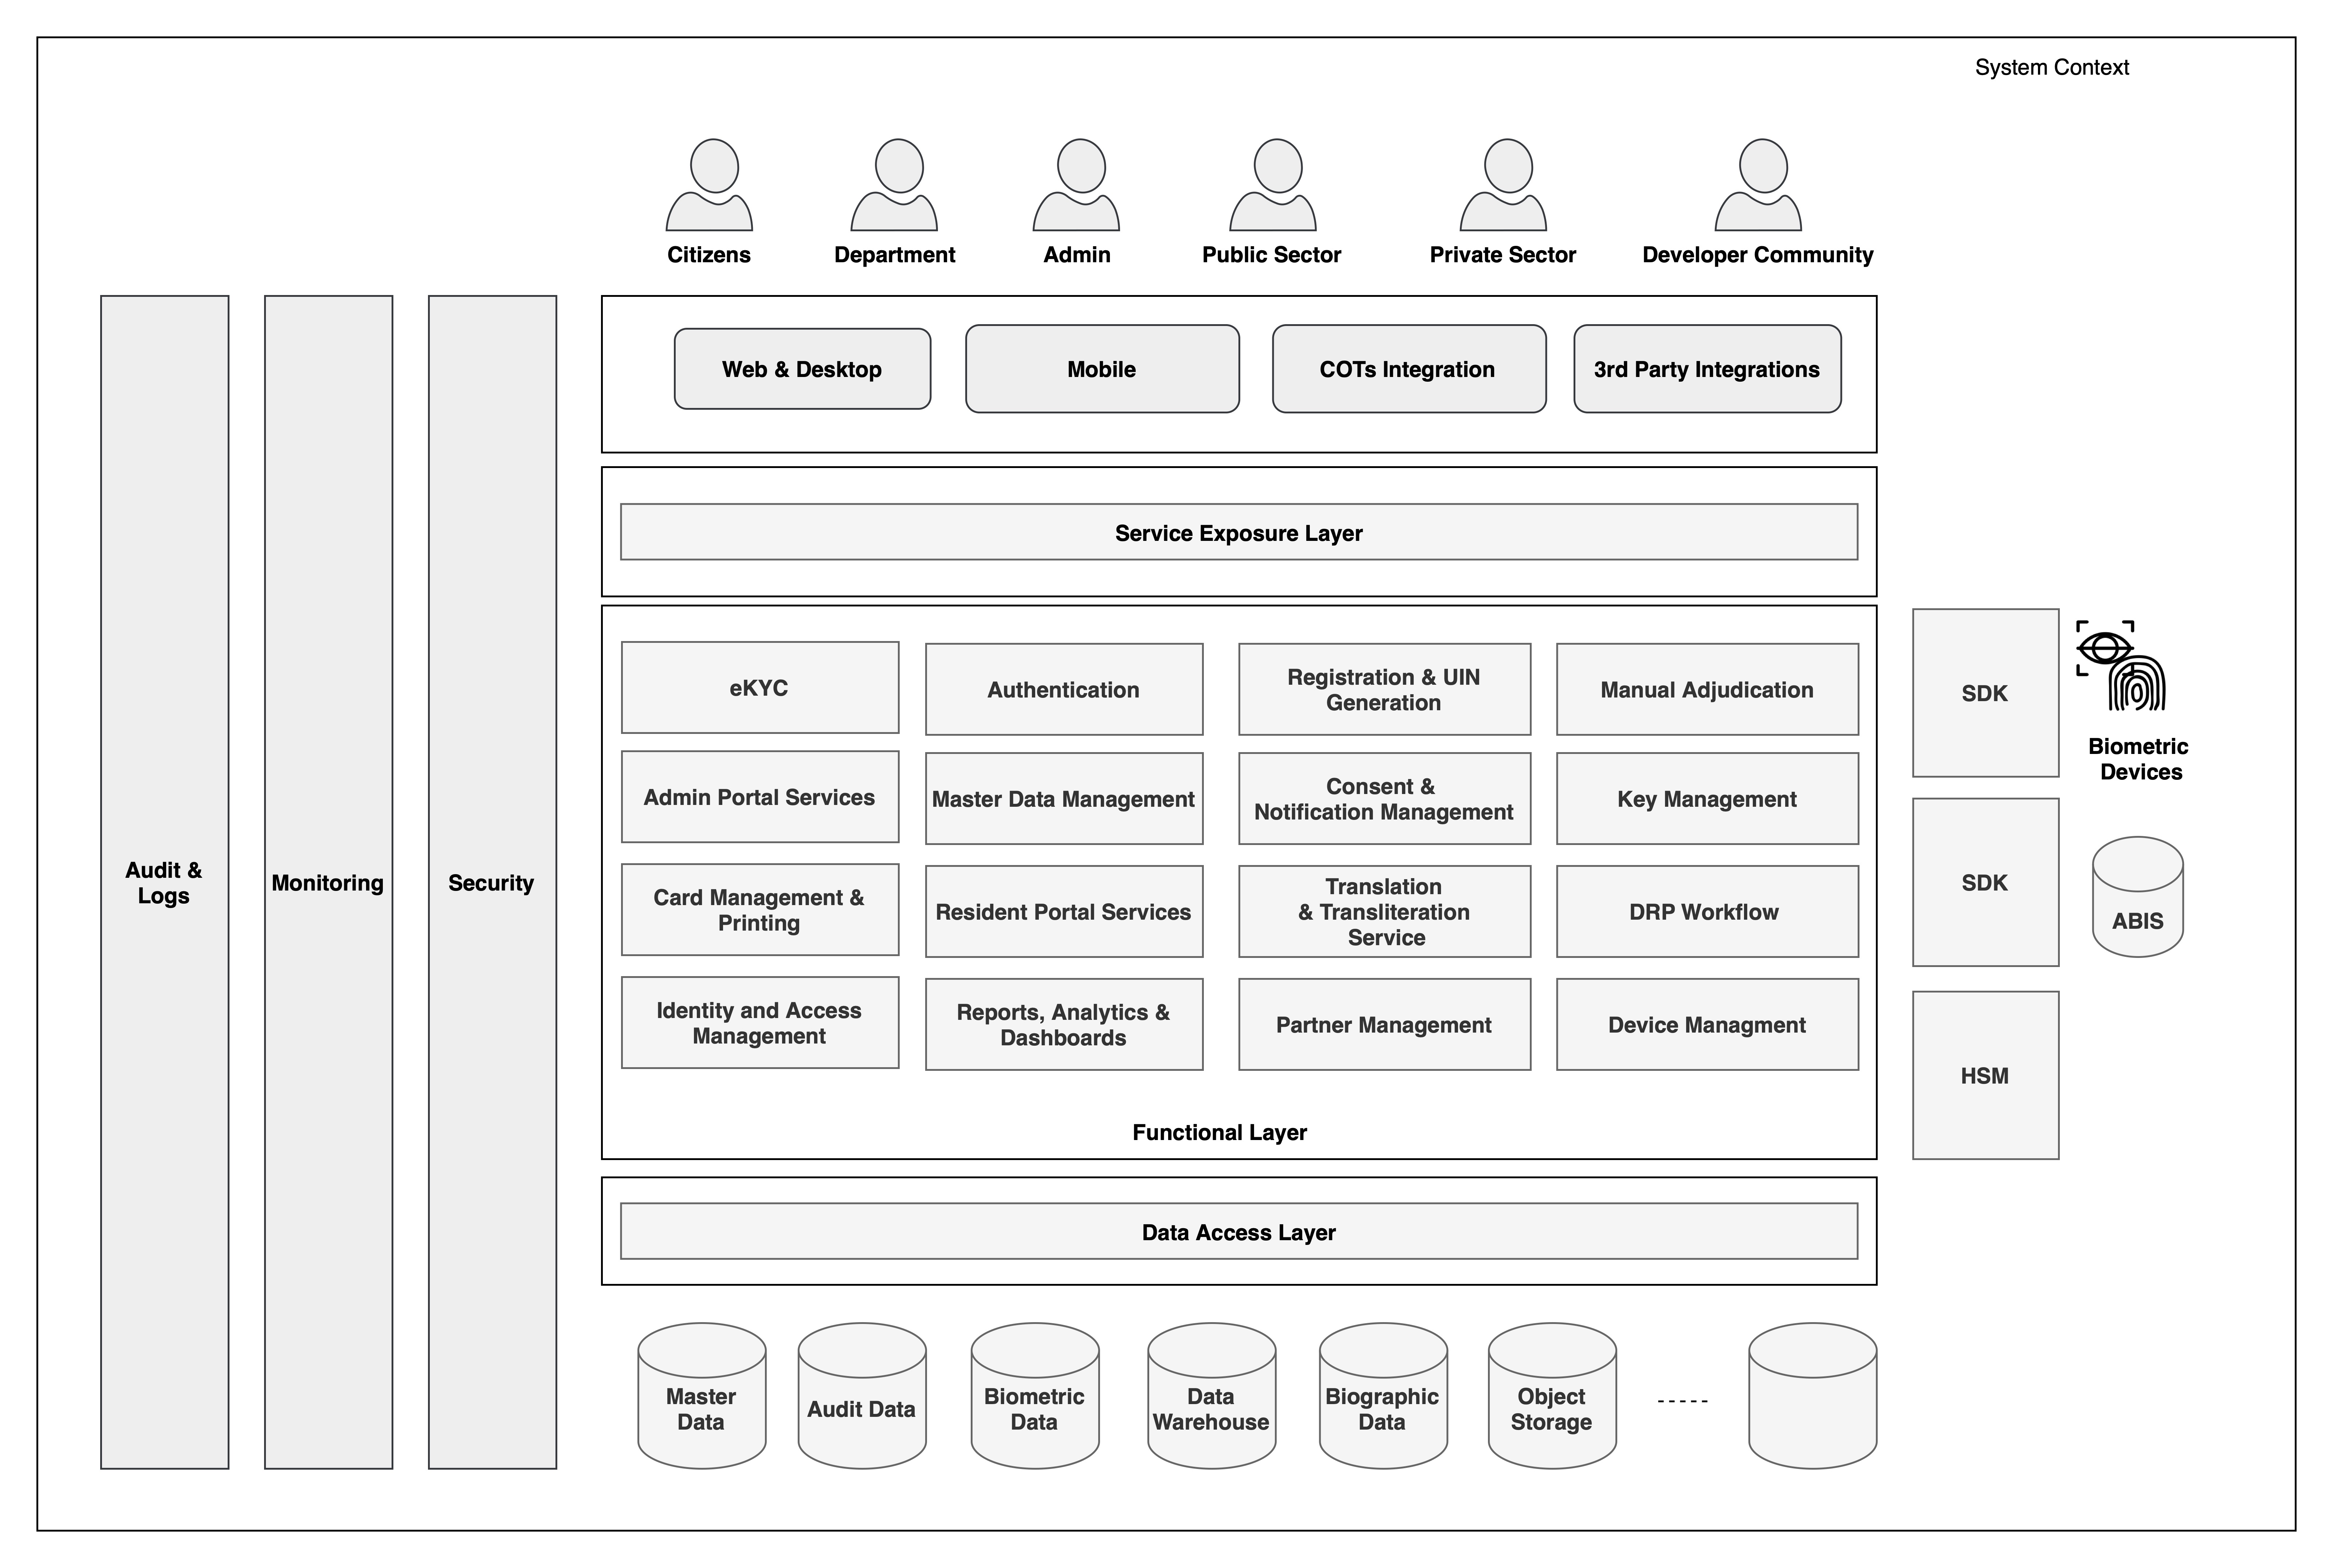 System Context
Citizens
Department
Admin
Public Sector
Private Sector
Developer Community
Web & Desktop
Mobile
COTs Integration
3rd Party Integrations
Service Exposure Layer
eKYC
Authentication
Registration & UIN
Generation
Manual Adjudication
Admin Portal Services
Master Data Management
Consent &
Notification Management
Key Management
Card Management &
Printing
Resident Portal Services
Translation
& Transliteration
Service
DRP Workflow
Identity and Access
Management
Reports, Analytics &
Dashboards
Partner Management
Device Managment
Functional Layer
Data Access Layer
Master
Data
Audit Data
Biometric
Data
Data
Warehouse
Biographic
Data
Object
Storage
Audit &
Logs
Monitoring
Security
SDK
Biometric
Devices
SDK
ABIS
HSM